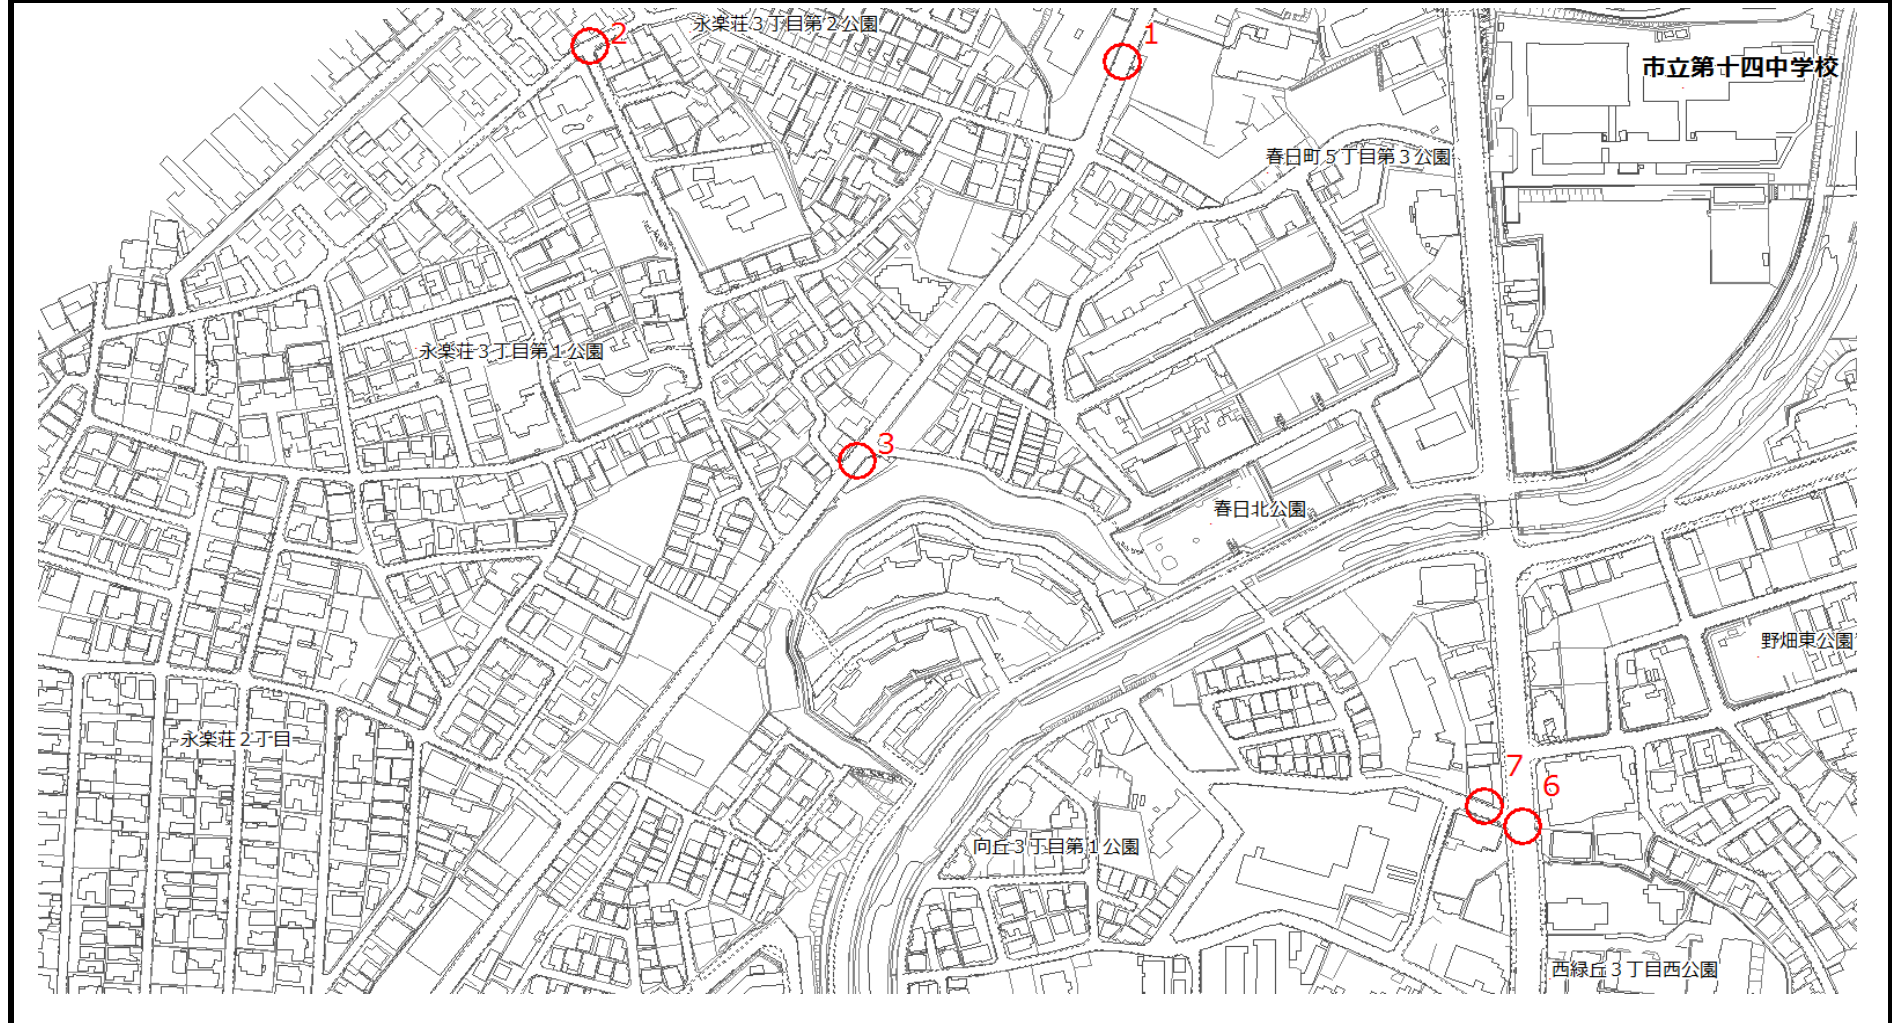 永楽荘３丁目第２公園
2
1
市立第十四中学校
春日町５丁目第３公園
永楽荘３丁目第１公園
3
春日北公園
野畑東公園
永楽荘２丁目
7
6
向丘３丁目第１公園
西緑丘３丁目西公園